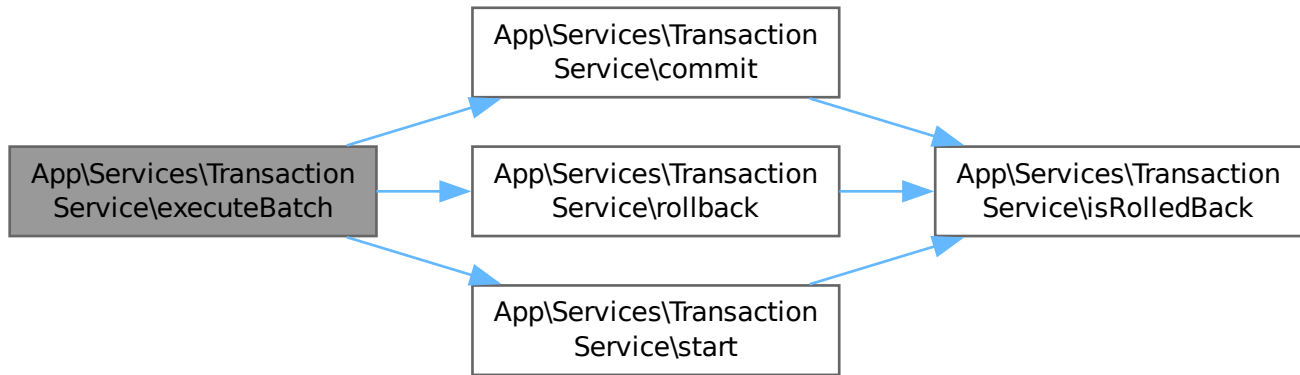 App\Services\Transaction
Service\executeBatch
App\Services\Transaction
Service\commit
App\Services\Transaction
Service\rollback
App\Services\Transaction
Service\start
App\Services\Transaction
Service\isRolledBack